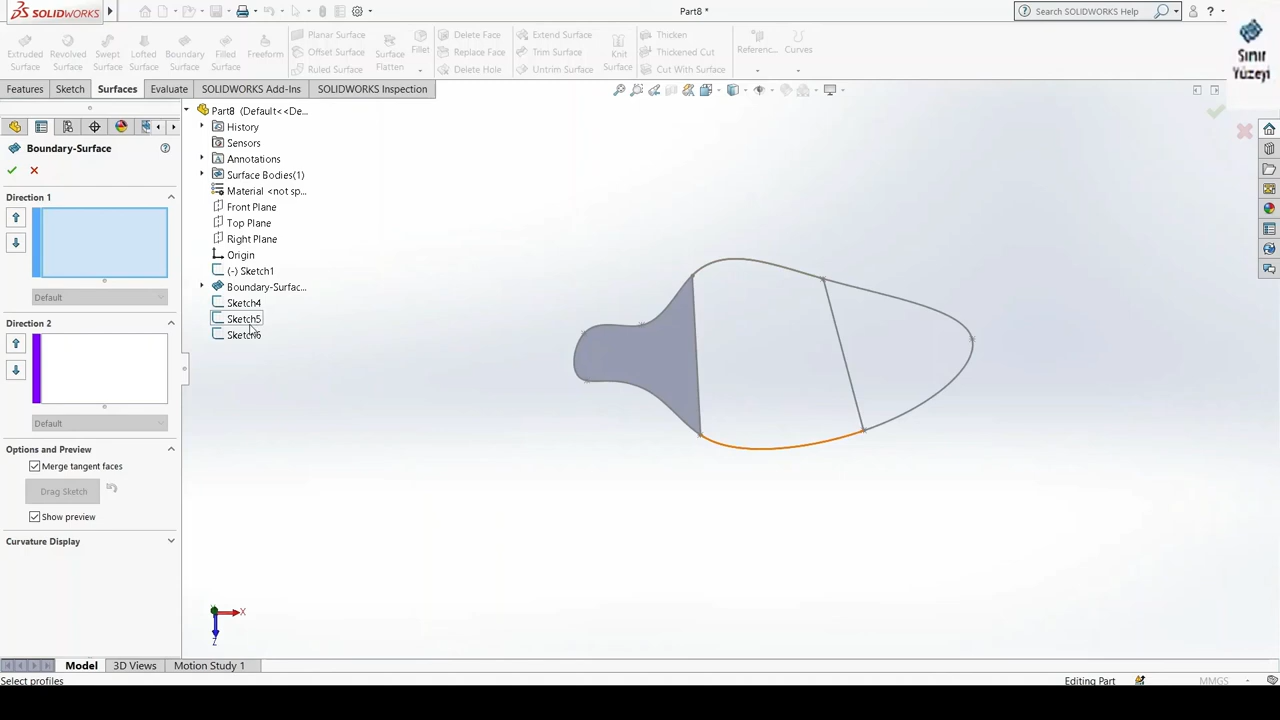 SOLIDWORKS
Part8 *
Search SOLIDWORKS Help
?
Extruded Surface
Revolved Surface
Swept Surface
Lofted Surface
Boundary Surface
Filled Surface
Freeform
Planar Surface
Offset Surface
Ruled Surface
Surface Flatten
Fillet
Delete Face
Replace Face
Delete Hole
Extend Surface
Trim Surface
Untrim Surface
Knit Surface
Thicken
Thickened Cut
Cut With Surface
Referenc...
Curves
Sınır
Yüzeyi
Features
Sketch
Surfaces
Evaluate
SOLIDWORKS Add-Ins
SOLIDWORKS Inspection
Boundary-Surface
Direction 1
Default
Direction 2
Default
Options and Preview
Merge tangent faces
Drag Sketch
Show preview
Curvature Display
Part8 (Default<<De...
History
Sensors
Annotations
Surface Bodies(1)
Material <not sp...
Front Plane
Top Plane
Right Plane
Origin
(-) Sketch1
Boundary-Surfac...
Sketch4
Sketch5
Sketch6
X
Z
Model
3D Views
Motion Study 1
Select profiles
Editing Part
MMGS